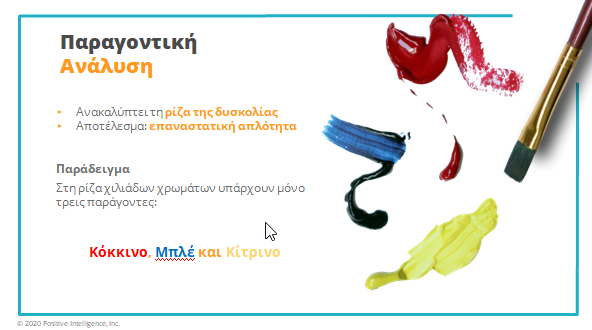 Παραγοντική
Ανάλυση
Ανακαλύπτει τη ρίζα της δυσκολίας
Αποτέλεσμα: επαναστατική απλότητα
Παράδειγμα
Στη ρίζα χιλιάδων χρωμάτων υπάρχουν μόνο
τρεις παράγοντες:
Κόκκινο, Μπλέ και Κίτρινο
© 2020 Positive Intelligence, Inc.